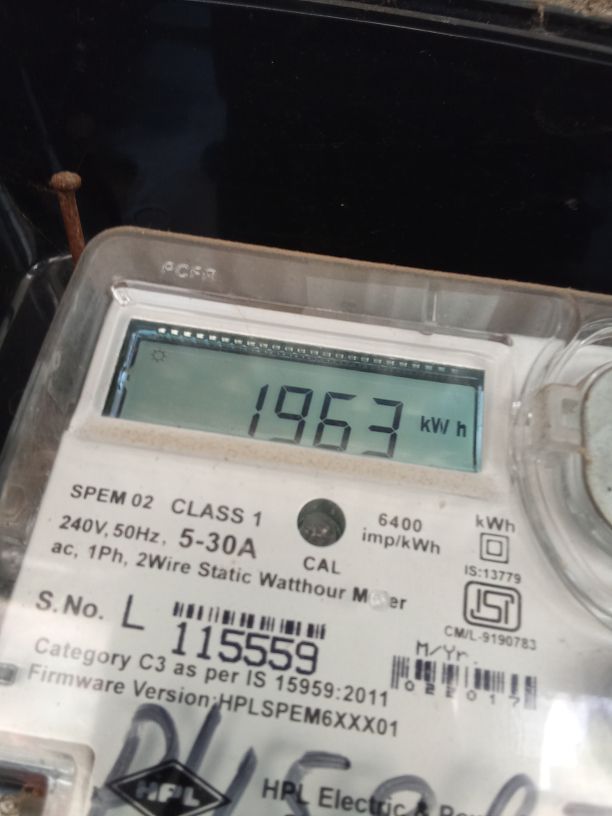 1963 kWh
SPEM 02 CLASS 1
240V, 50Hz, 5-30A
ac, 1Ph, 2Wire Static Watthour Meter
CAL
6400
imp/kWh
kWh
IS:13779
ISI
CM/L-9190783
S.No. L 115559
M/Yr.
022017
Category C3 as per IS 15959:2011
Firmware Version:HPLSPEM6XXX01
HPL
HPL Electric &